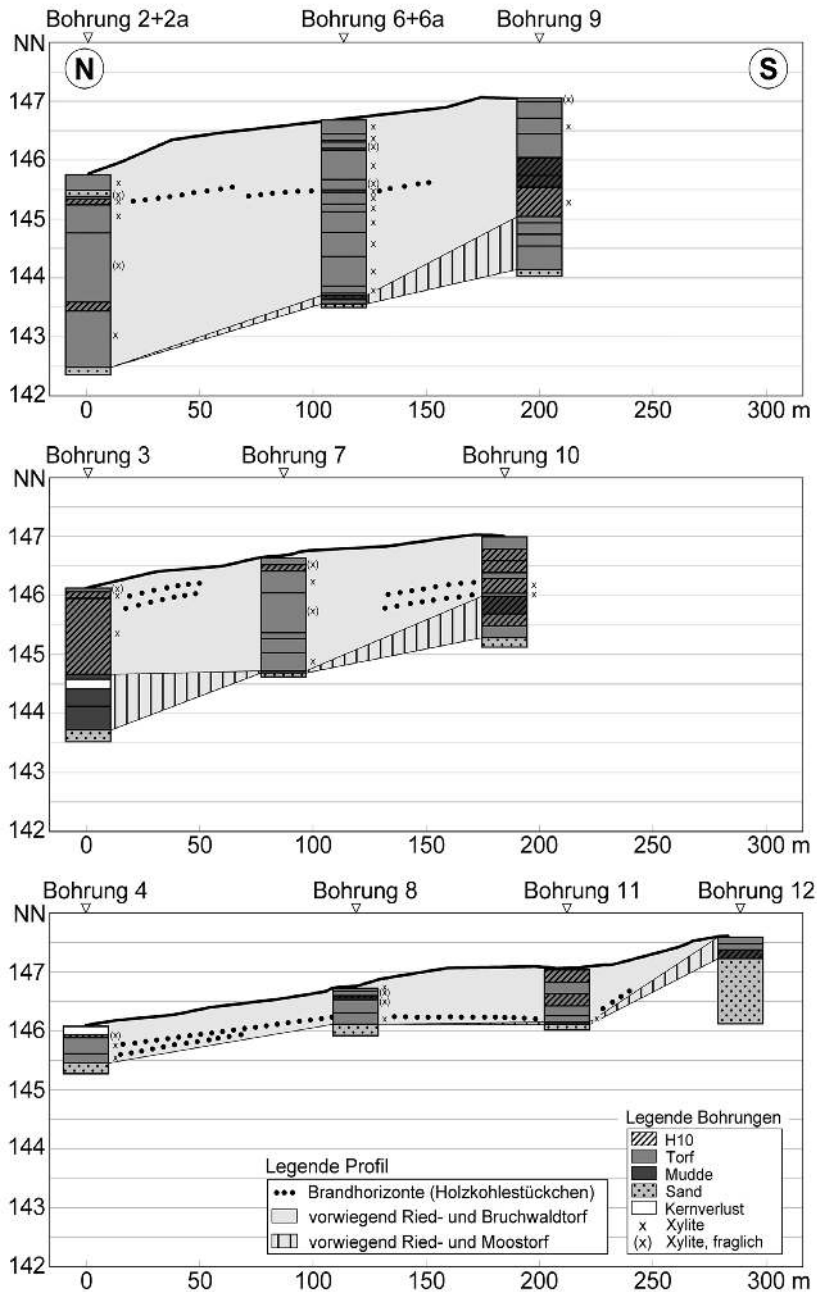 Bohrung 2+2a Bohrung 6+6a Bohrung 9
NN
N S
147
146
145
144
143
142
x
(x)
x
x
(x)
x
x
x
(x)
x
(x)
x
x
x
x
x
x
(x)
x
x
0 50 100 150 200 250 300 m
Bohrung 3 Bohrung 7 Bohrung 10
NN
147
146
145
144
143
142
(x)
x
x
(x)
x
(x)
x
x
x
0 50 100 150 200 250 300 m
Bohrung 4 Bohrung 8 Bohrung 11 Bohrung 12
NN
147
146
145
144
143
142
(x)
x
x
x
(x)
(x)
x
x
Legende Profil
Brandhorizonte (Holzkohlestückchen)
vorwiegend Ried- und Bruchwaldtorf
vorwiegend Ried- und Moostorf
Legende Bohrungen
H10
Torf
Mudde
Sand
Kernverlust
x Xylite
(x) Xylite, fraglich
0 50 100 150 200 250 300 m